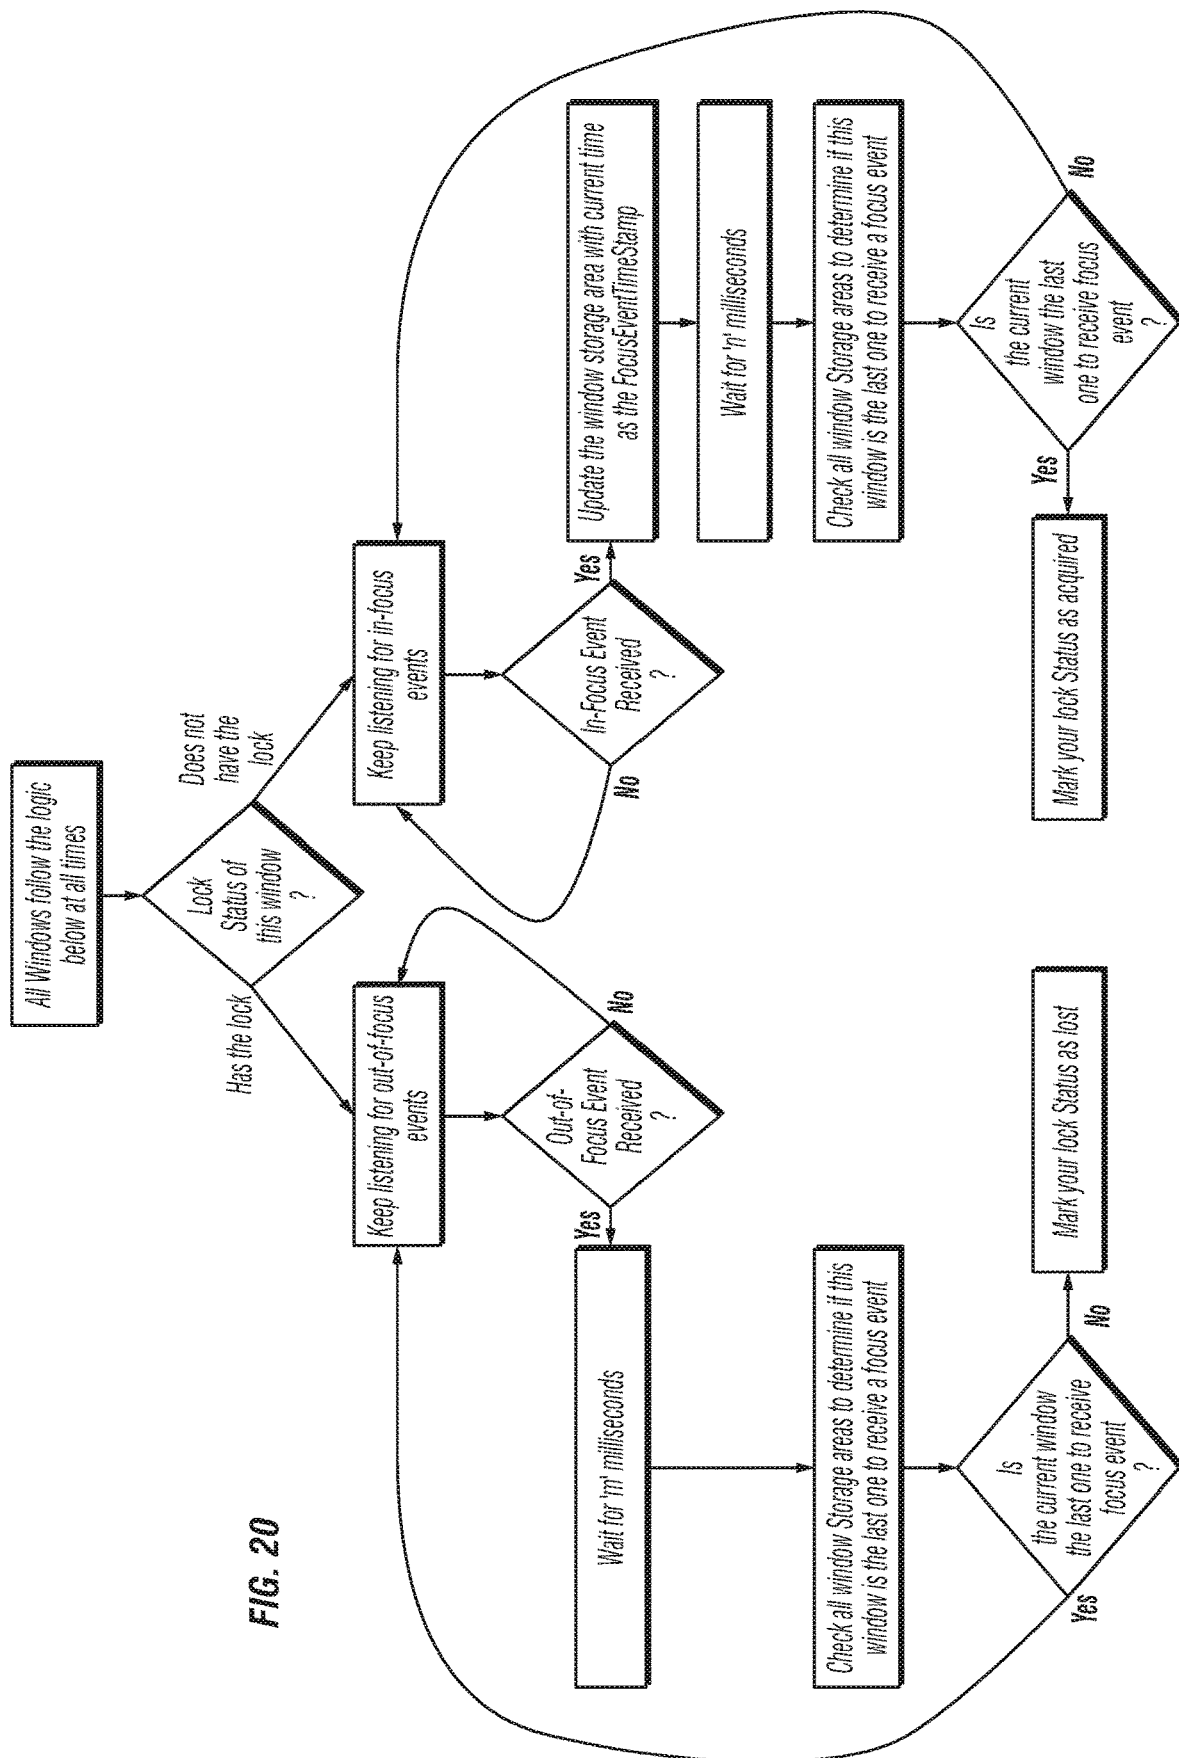 All Windows follow the logic
below at all times
Lock
Status of
this window
?
Has the lock
Does not
have the
lock
Keep listening for out-of-focus
events
Keep listening for in-focus
events
Out-of-
Focus Event
Received
?
Yes
No
In-Focus Event
Received
?
No
Yes
Wait for 'm' milliseconds
Update the window storage area with current time
as the FocusEventTimeStamp
Wait for 'n' milliseconds
Check all window Storage areas to determine if this
window is the last one to receive a focus event
Check all window Storage areas to determine if this
window is the last one to receive a focus event
Is
the current window
the last one to receive
focus event
?
Yes
No
Mark your lock Status as lost
Is
the current
window the last
one to receive focus
event
?
Yes
No
Mark your lock Status as acquired
FIG. 20